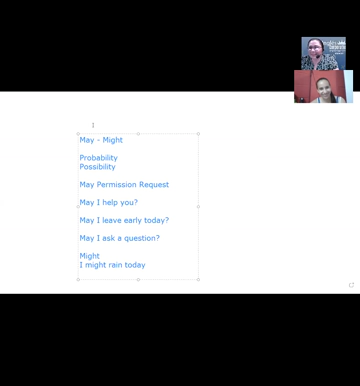 May - Might
Probability
Possibility
May Permission Request
May I help you?
May I leave early today?
May I ask a question?
Might
I might rain today